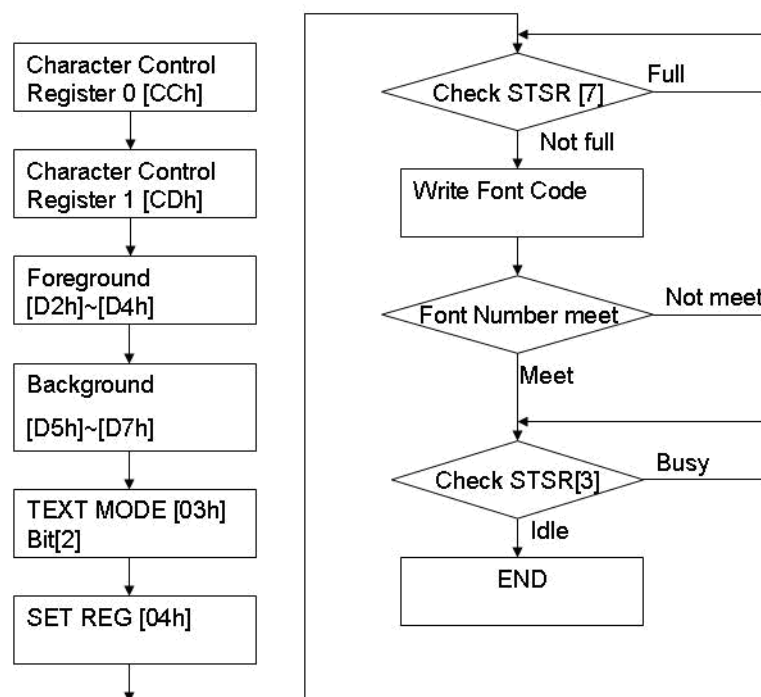 Character Control
Register 0 [CCh]
Character Control
Register 1 [CDh]
Foreground
[D2h]~[D4h]
Background
[D5h]~[D7h]
TEXT MODE [03h]
Bit[2]
SET REG [04h]
Check STSR [7]
Full
Not full
Write Font Code
Font Number meet
Not meet
Meet
Check STSR[3]
Busy
Idle
END